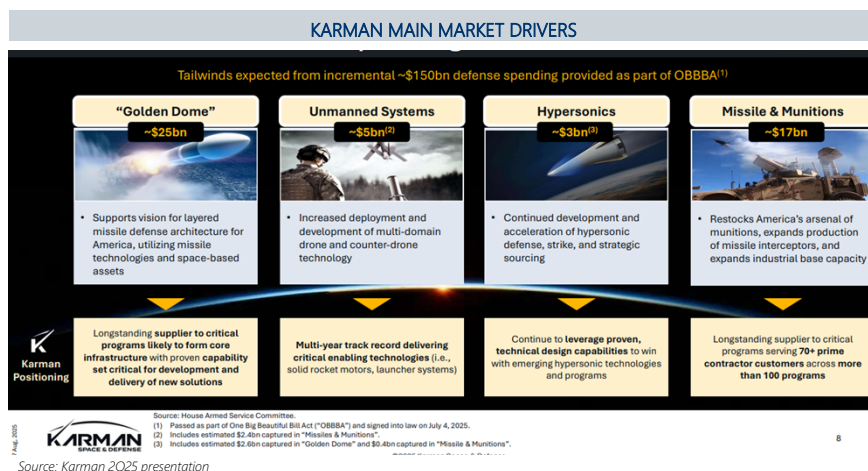 KARMAN MAIN MARKET DRIVERS
Tailwinds expected from incremental ~$150bn defense spending provided as part of OBBBA(1)
“Golden Dome”
~$25bn
• Supports vision for layered
missile defense architecture for
America, utilizing missile
technologies and space-based
assets
Unmanned Systems
~$5bn(2)
• Increased deployment and
development of multi-domain
drone and counter-drone
technology
Hypersonics
~$3bn(3)
• Continued development and
acceleration of hypersonic
defense, strike, and strategic
sourcing
Missile & Munitions
~$17bn
• Restocks America’s arsenal of
munitions, expands production
of missile interceptors, and
expands industrial base capacity
Karman
Positioning
Longstanding supplier to critical
programs likely to form core
infrastructure with proven capability
set critical for development and
delivery of new solutions
Multi-year track record delivering
critical enabling technologies (i.e.,
solid rocket motors, launcher systems)
Continue to leverage proven,
technical design capabilities to win
with emerging hypersonic technologies
and programs
Longstanding supplier to critical
programs serving 70+ prime
contractor customers across more
than 100 programs
7 Aug, 2025
KARMAN
SPACE & DEFENSE
Source: House Armed Service Committee.
(1) Passed as part of One Big Beautiful Bill Act (“OBBBA”) and signed into law on July 4, 2025.
(2) Includes estimated $2.4bn captured in “Missiles & Munitions”.
(3) Includes estimated $2.6bn captured in “Golden Dome” and $0.4bn captured in “Missile & Munitions”.
8
Source: Karman 2Q25 presentation